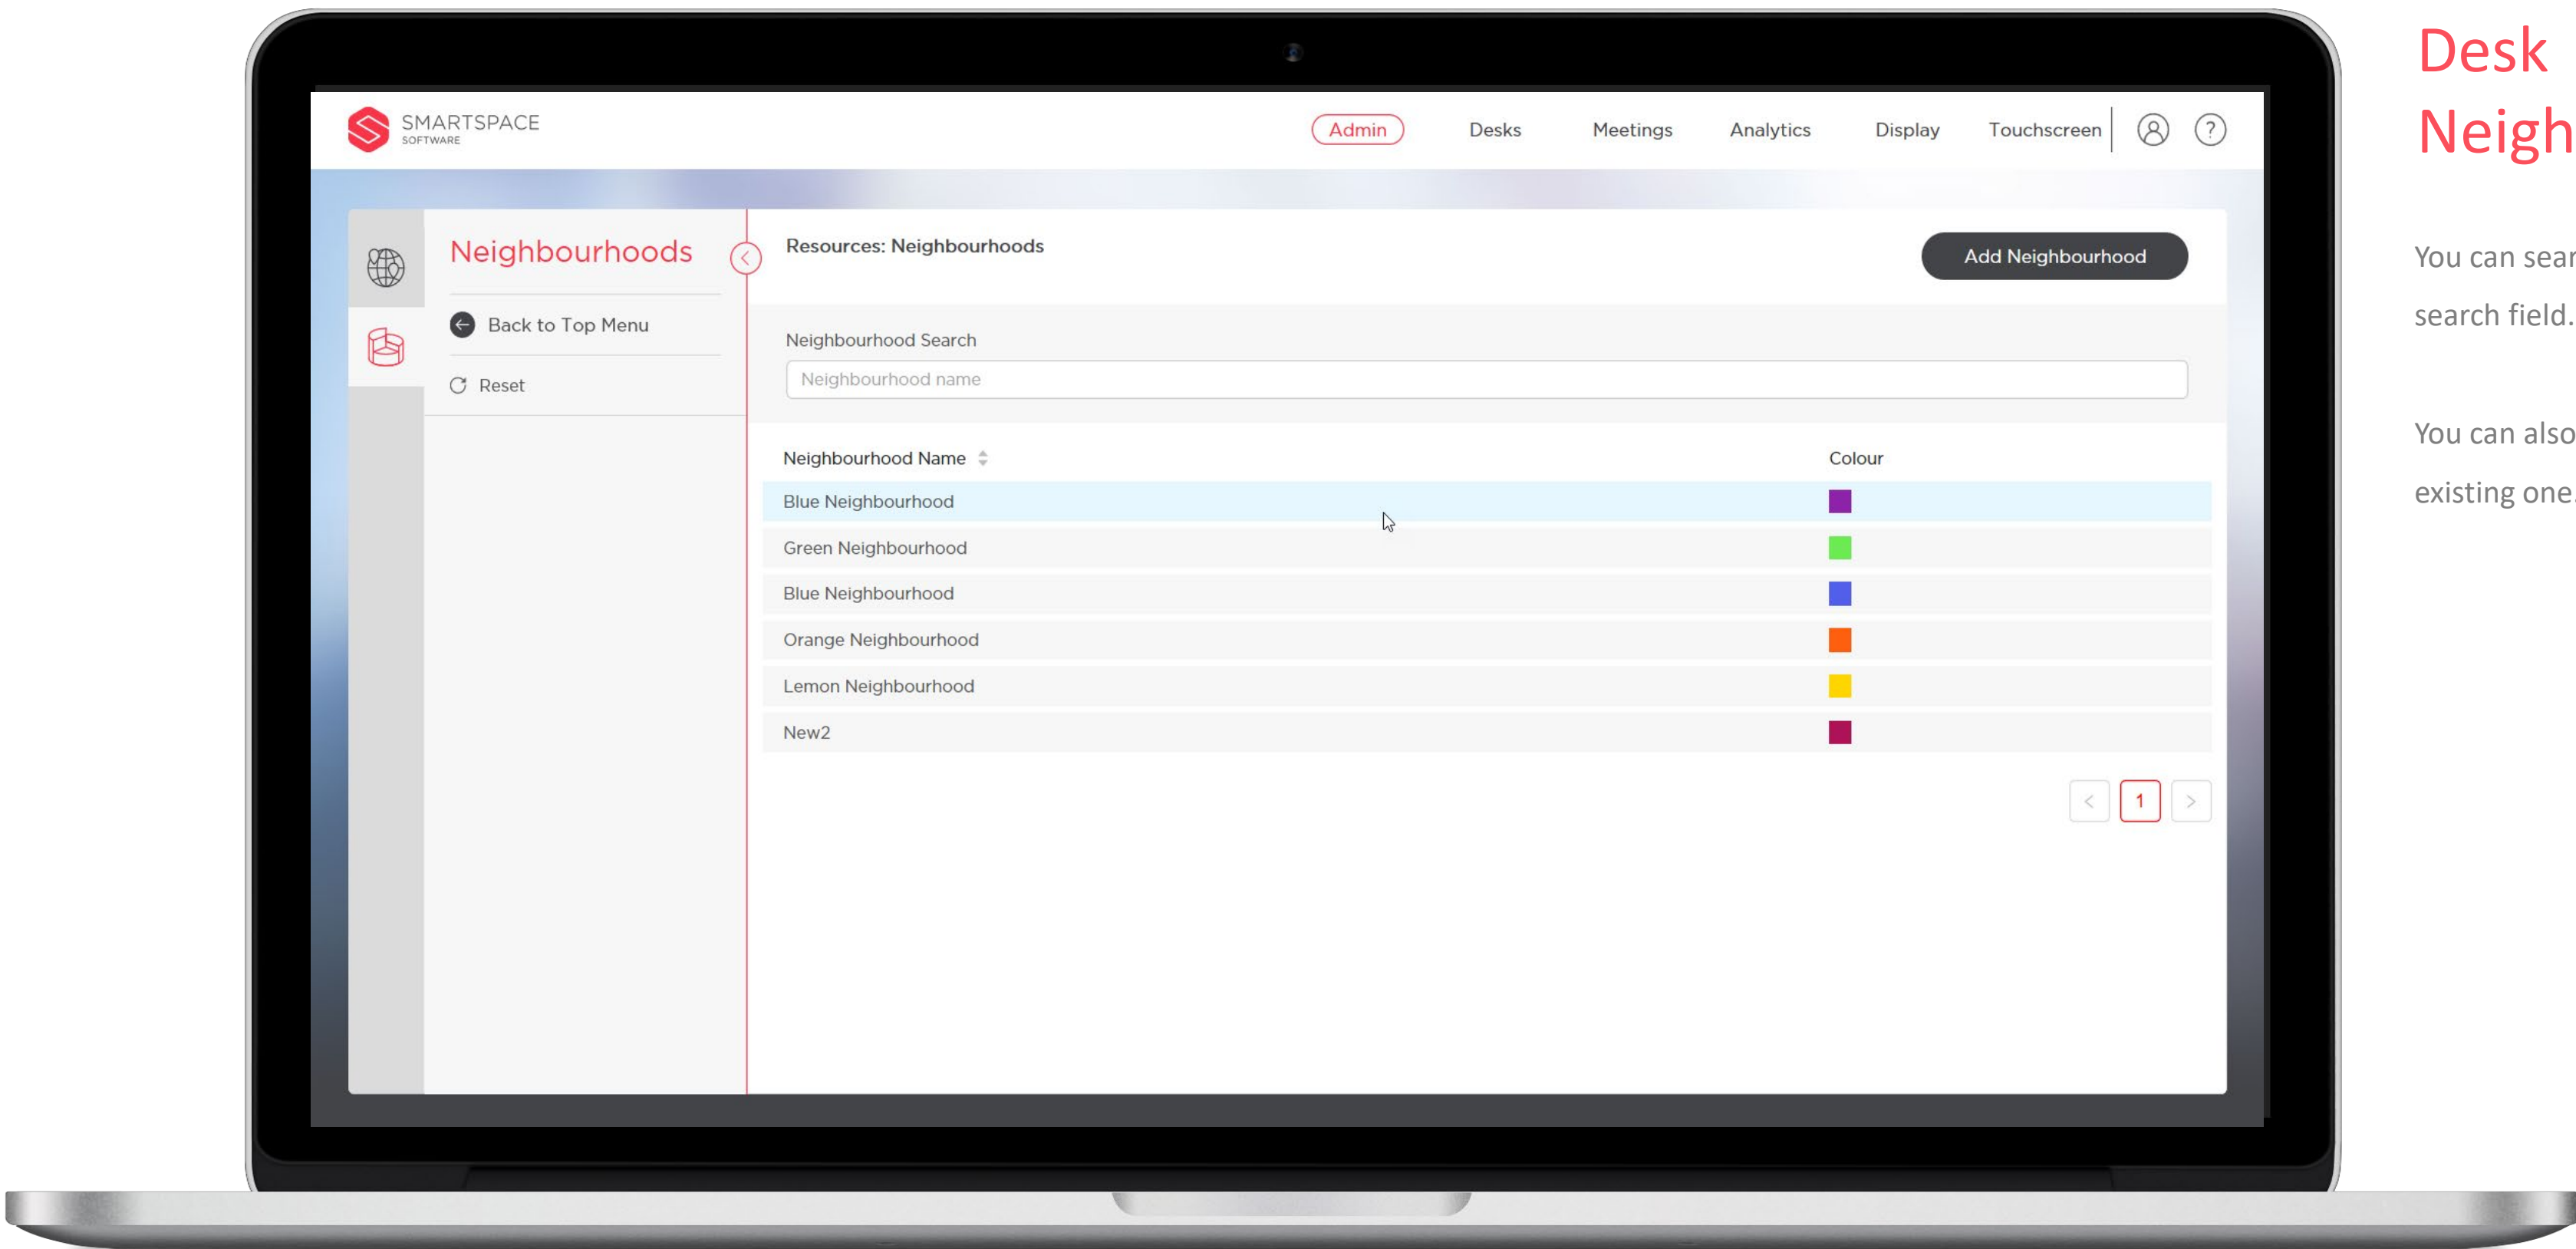 SMARTSPACE
SOFTWARE
Admin Desks Meetings Analytics Display Touchscreen ?
Neighbourhoods
Back to Top Menu
Reset
Resources: Neighbourhoods
Add Neighbourhood
Neighbourhood Search
Neighbourhood name
Neighbourhood Name Colour
Blue Neighbourhood
Green Neighbourhood
Blue Neighbourhood
Orange Neighbourhood
Lemon Neighbourhood
New2
< 1 >
Desk
Neigh
You can sear
search field.
You can also
existing one.